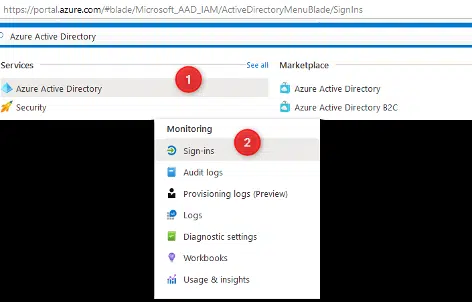 https://portal.azure.com/#blade/Microsoft_AAD_IAM/ActiveDirectoryMenuBlade/SignIns
Azure Active Directory
Services See all Marketplace
Azure Active Directory 1 Azure Active Directory
Security Azure Active Directory B2C
Monitoring
Sign-ins 2
Audit logs
Provisioning logs (Preview)
Logs
Diagnostic settings
Workbooks
Usage & insights